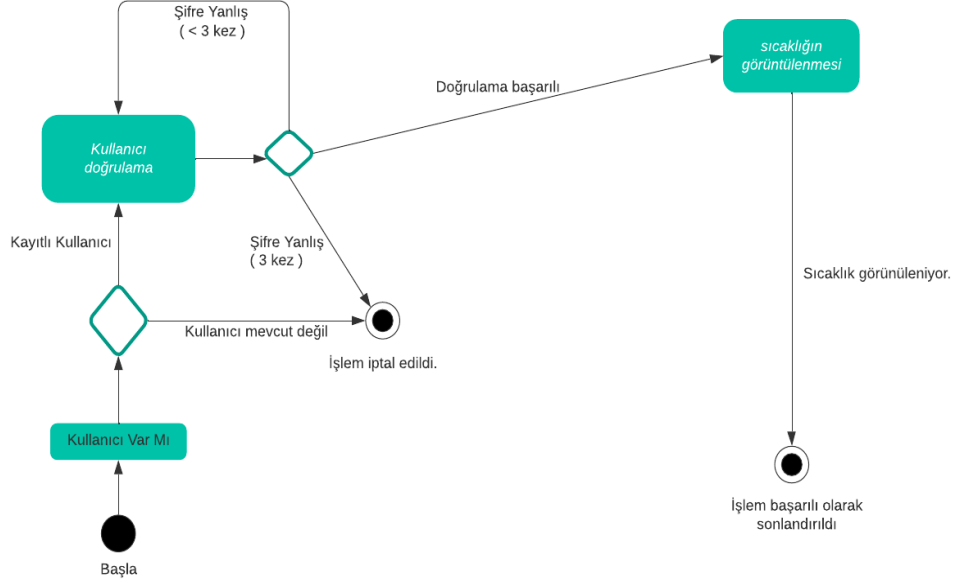 Şifre Yanlış
( < 3 kez )
sıcaklığın
görüntülenmesi
Doğrulama başarılı
Kullanıcı
doğrulama
Kayıtlı Kullanıcı
Şifre Yanlış
( 3 kez )
Sıcaklık görünüleniyor.
Kullanıcı mevcut değil
İşlem iptal edildi.
Kullanıcı Var Mı
İşlem başarılı olarak
sonlandırıldı
Başla